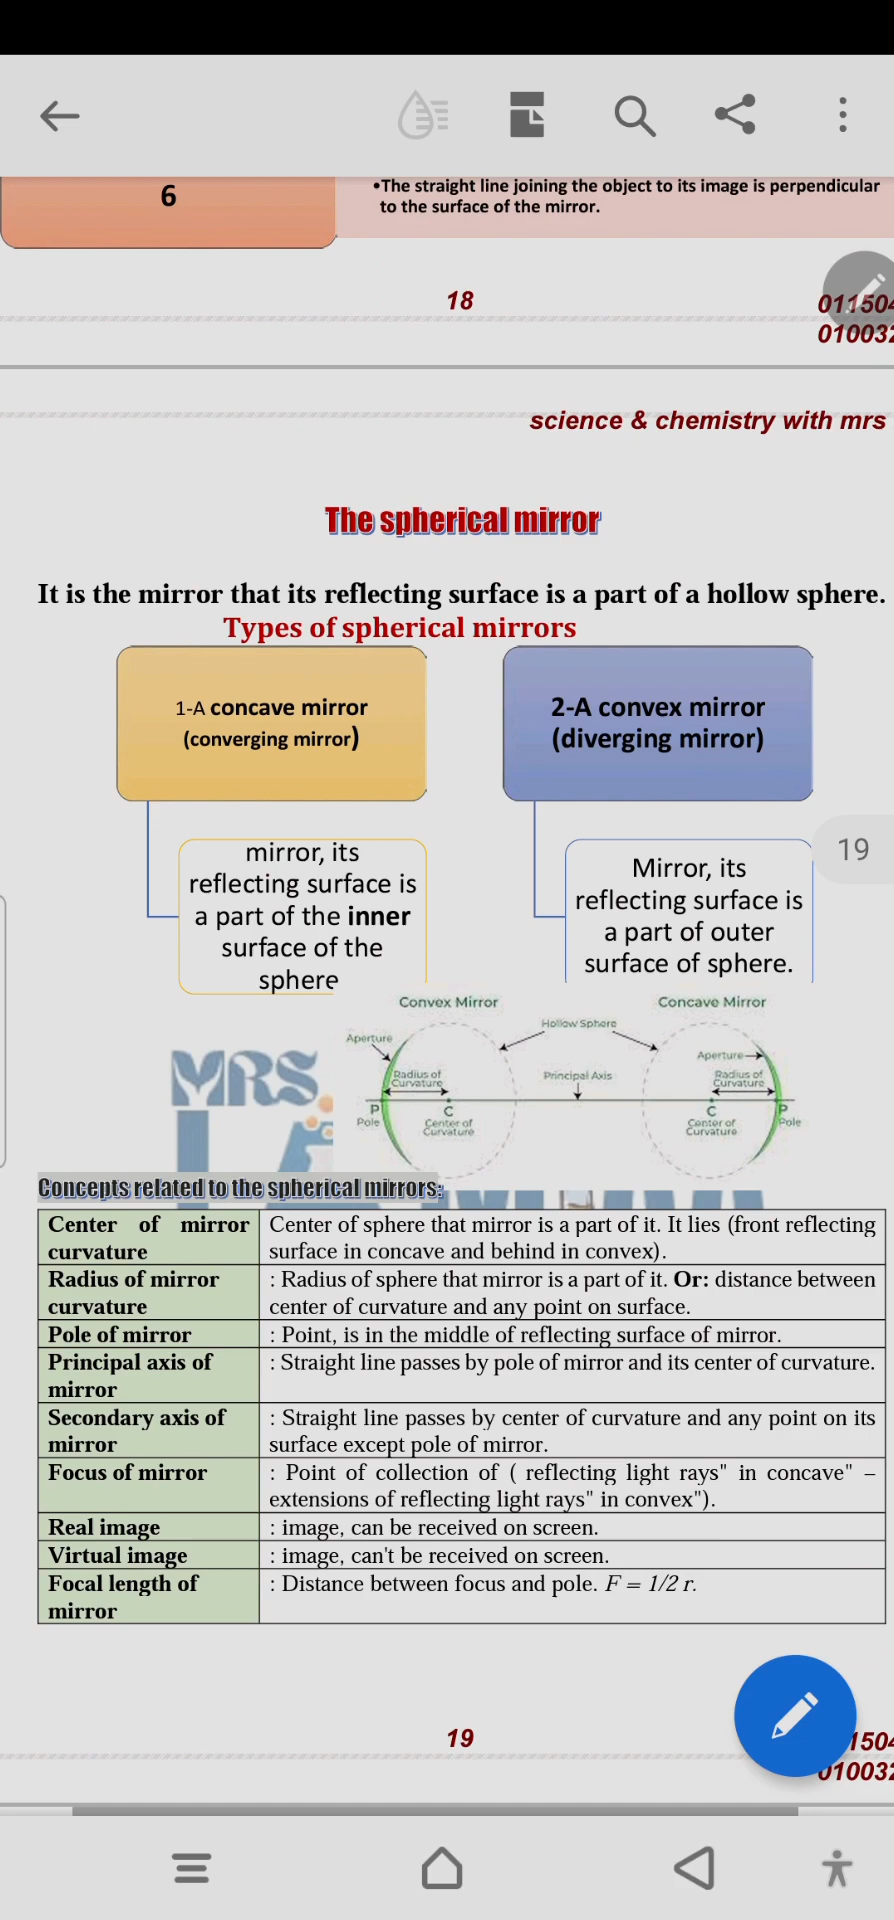 6
•The straight line joining the object to its image is perpendicular
to the surface of the mirror.
18
01150
01003
science & chemistry with mrs
The spherical mirror
It is the mirror that its reflecting surface is a part of a hollow sphere.
Types of spherical mirrors
1-A concave mirror
(converging mirror)
2-A convex mirror
(diverging mirror)
mirror, its
reflecting surface is
a part of the inner
surface of the
sphere
Mirror, its
reflecting surface is
a part of outer
surface of sphere.
19
Convex Mirror
Concave Mirror
Hollow Sphere
Aperture
Aperture
Radius of
Curvature
Principal Axis
Radius of
Curvature
P
Pole
C
Center of
Curvature
C
Center of
Curvature
P
Pole
MRS.
Concepts related to the spherical mirrors:
Center of mirror
curvature
Center of sphere that mirror is a part of it. It lies (front reflecting
surface in concave and behind in convex).
Radius of mirror
curvature
: Radius of sphere that mirror is a part of it. Or: distance between
center of curvature and any point on surface.
Pole of mirror
: Point, is in the middle of reflecting surface of mirror.
Principal axis of
mirror
: Straight line passes by pole of mirror and its center of curvature.
Secondary axis of
mirror
: Straight line passes by center of curvature and any point on its
surface except pole of mirror.
Focus of mirror
: Point of collection of ( reflecting light rays" in concave" –
extensions of reflecting light rays" in convex").
Real image
: image, can be received on screen.
Virtual image
: image, can't be received on screen.
Focal length of
mirror
: Distance between focus and pole. F = 1/2 r.
19
1504
01003